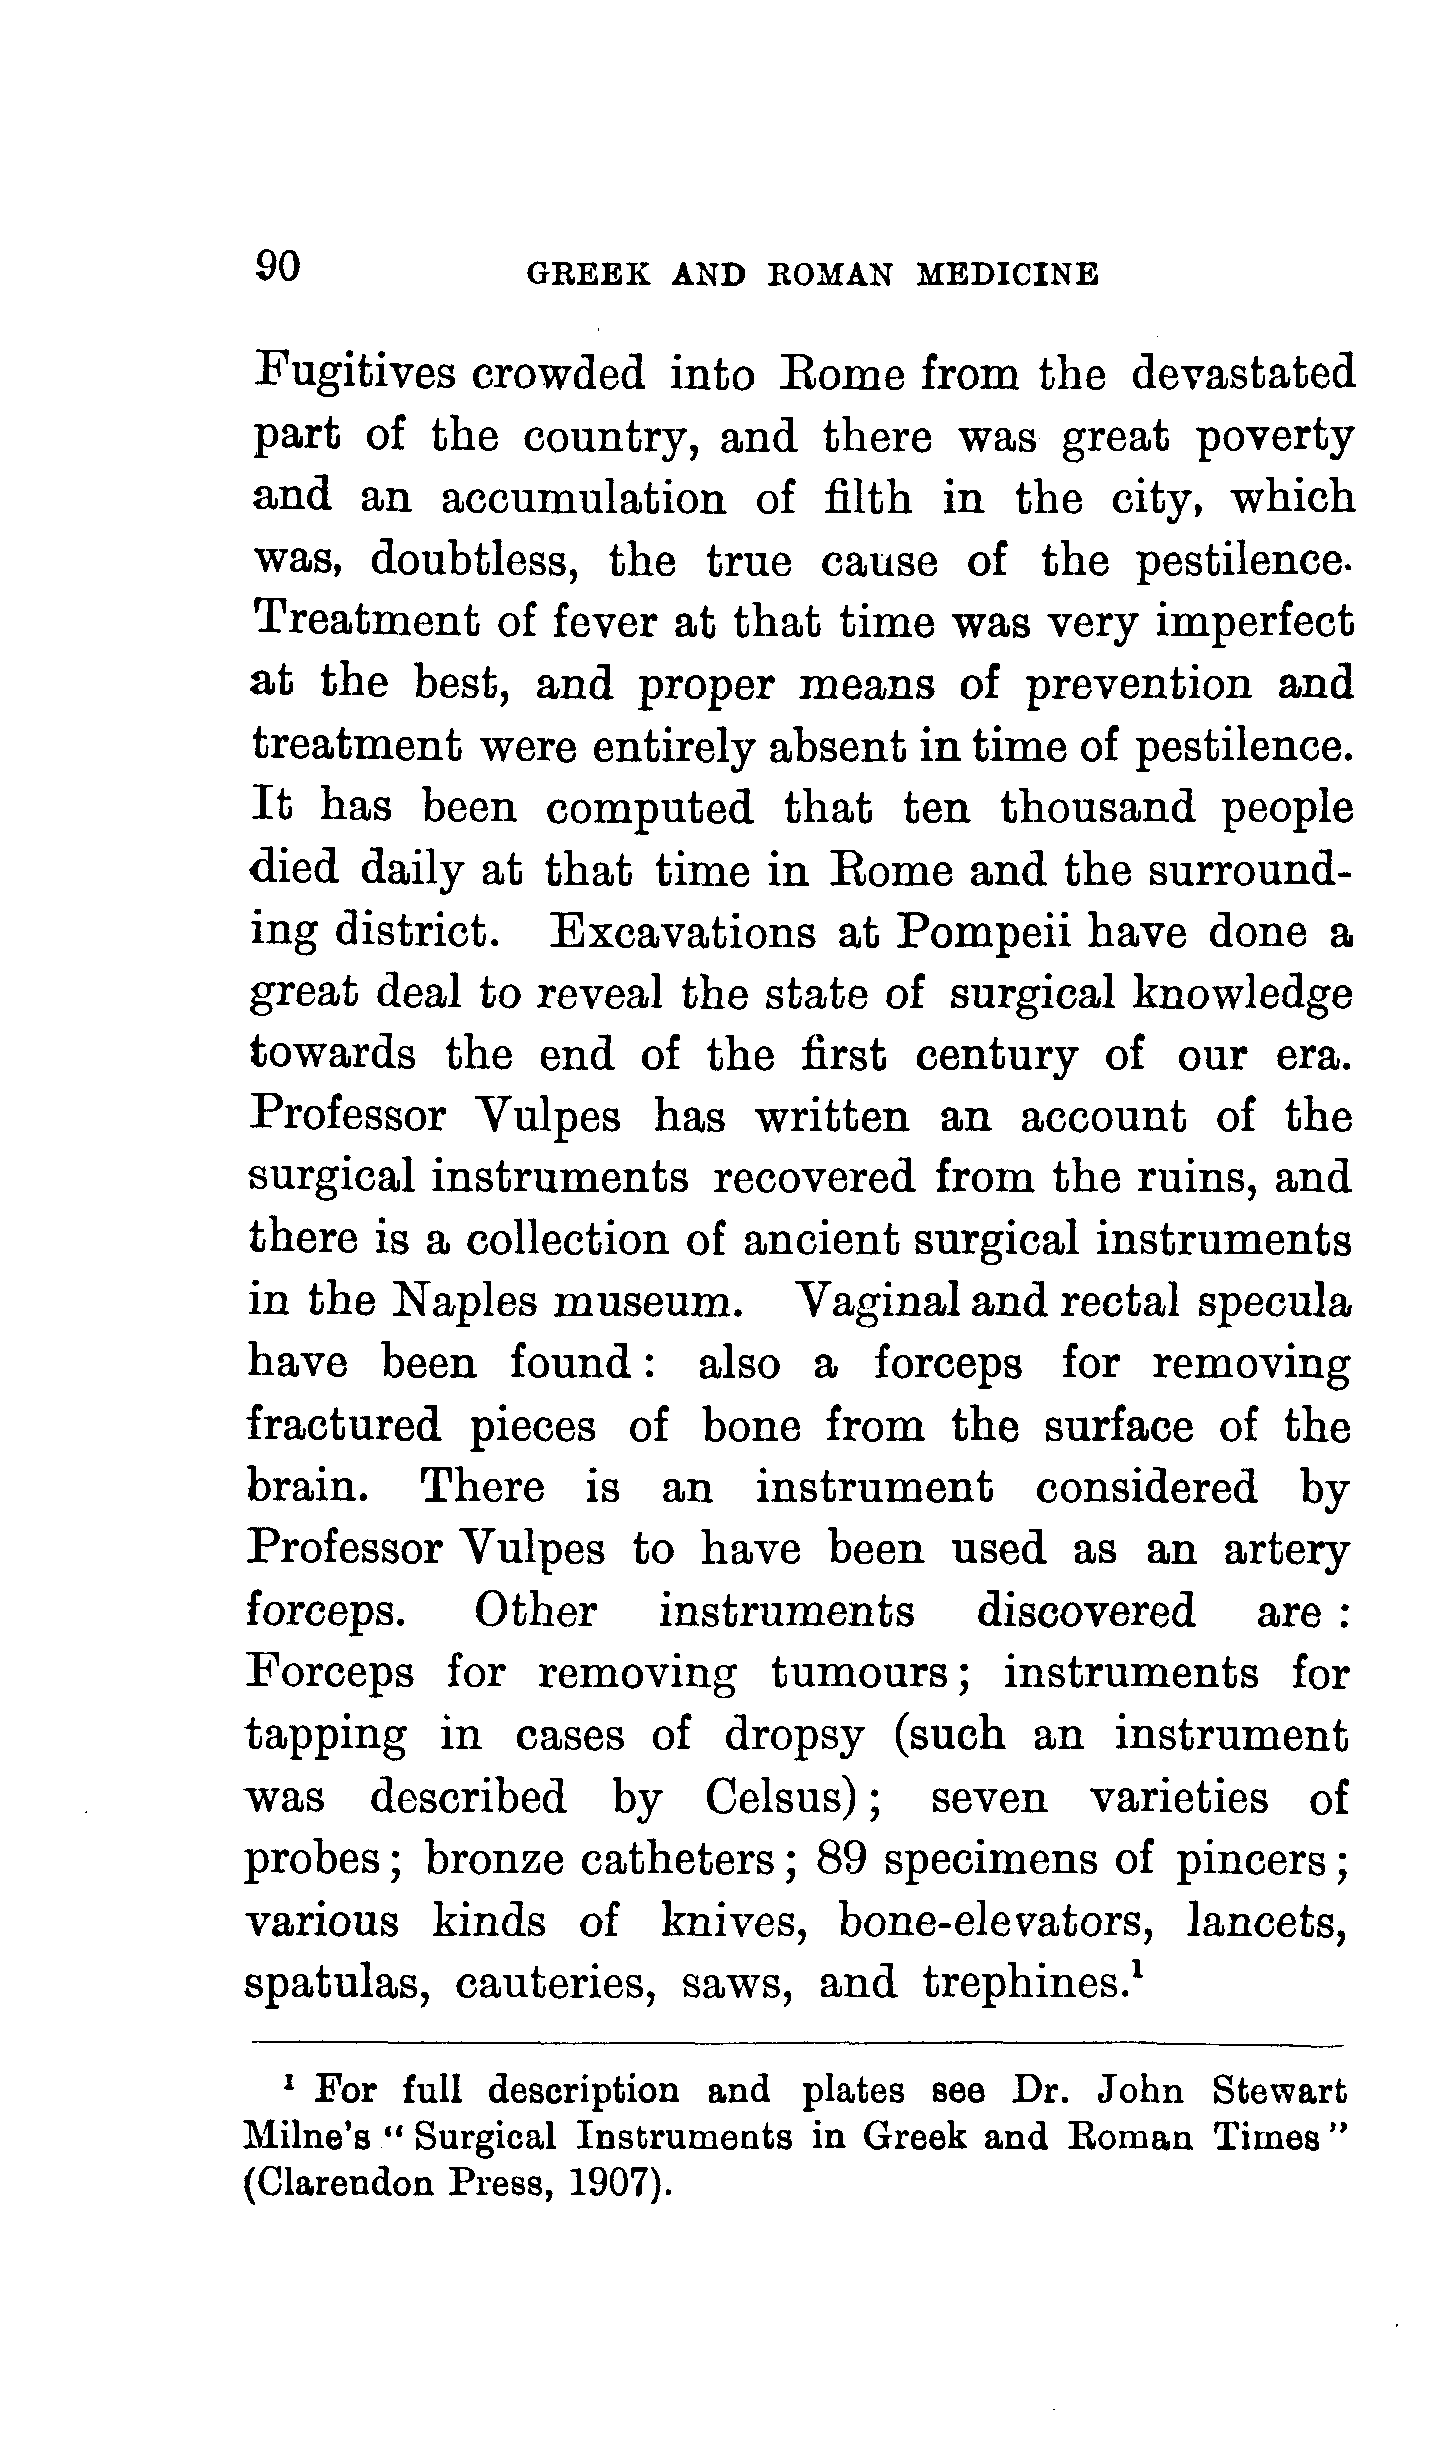 90 GREEK AND ROMAN MEDICINE
Fugitives crowded into Rome from the devastated
part of the country, and there was great poverty
and an accumulation of filth in the city, which
was, doubtless, the true cause of the pestilence.
Treatment of fever at that time was very imperfect
at the best, and proper means of prevention and
treatment were entirely absent in time of pestilence.
It has been computed that ten thousand people
died daily at that time in Rome and the surround-
ing district. Excavations at Pompeii have done a
great deal to reveal the state of surgical knowledge
towards the end of the first century of our era.
Professor Vulpes has written an account of the
surgical instruments recovered from the ruins, and
there is a collection of ancient surgical instruments
in the Naples museum. Vaginal and rectal specula
have been found : also a forceps for removing
fractured pieces of bone from the surface of the
brain. There is an instrument considered by
Professor Vulpes to have been used as an artery
forceps. Other instruments discovered are :
Forceps for removing tumours ; instruments for
tapping in cases of dropsy (such an instrument
was described by Celsus) ; seven varieties of
probes ; bronze catheters ; 89 specimens of pincers ;
various kinds of knives, bone-elevators, lancets,
spatulas, cauteries, saws, and trephines.¹
¹ For full description and plates see Dr. John Stewart
Milne's “ Surgical Instruments in Greek and Roman Times ”
(Clarendon Press, 1907).